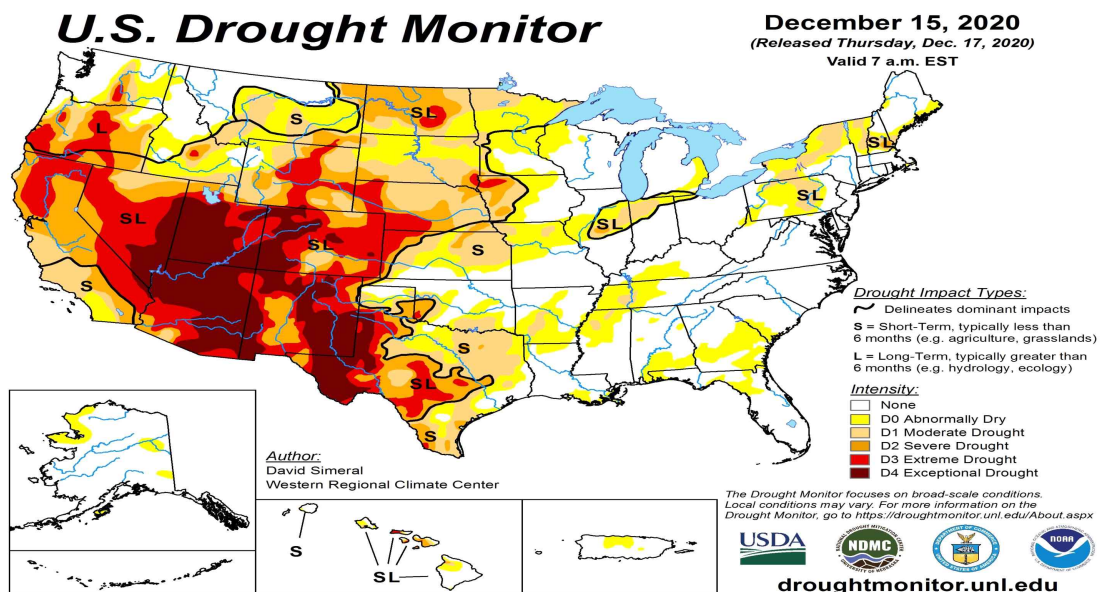 U.S. Drought Monitor
December 15, 2020
(Released Thursday, Dec. 17, 2020)
Valid 7 a.m. EST
S
SL
L
SL
SL
SL
SL
SL
S
SL
S
S
SL
S
Drought Impact Types:
Delineates dominant impacts
S = Short-Term, typically less than
6 months (e.g. agriculture, grasslands)
L = Long-Term, typically greater than
6 months (e.g. hydrology, ecology)
Intensity:
None
D0 Abnormally Dry
D1 Moderate Drought
D2 Severe Drought
D3 Extreme Drought
D4 Exceptional Drought
Author:
David Simeral
Western Regional Climate Center
S
SL
The Drought Monitor focuses on broad-scale conditions.
Local conditions may vary. For more information on the
Drought Monitor, go to https://droughtmonitor.unl.edu/About.aspx
USDA
NDMC
NOAA
droughtmonitor.unl.edu